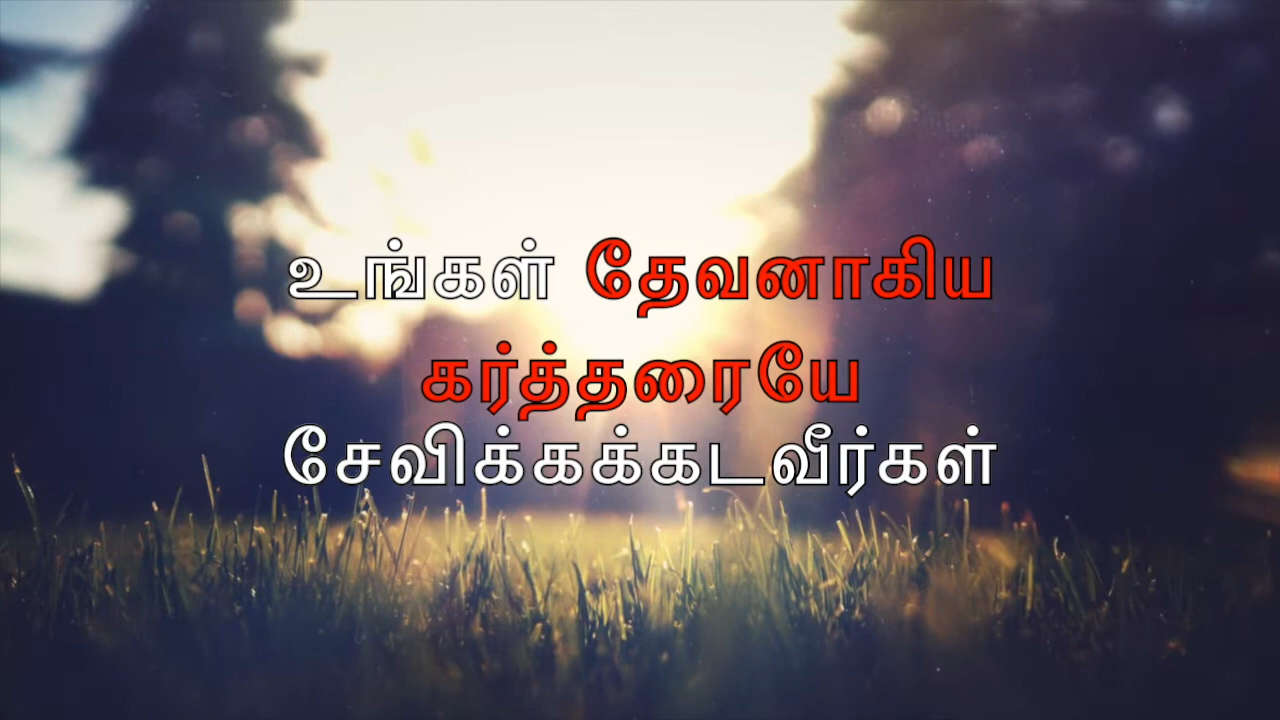 உங்கள் தேவனாகிய
கர்த்தரையே
சேவிக்கக்கடவீர்கள்